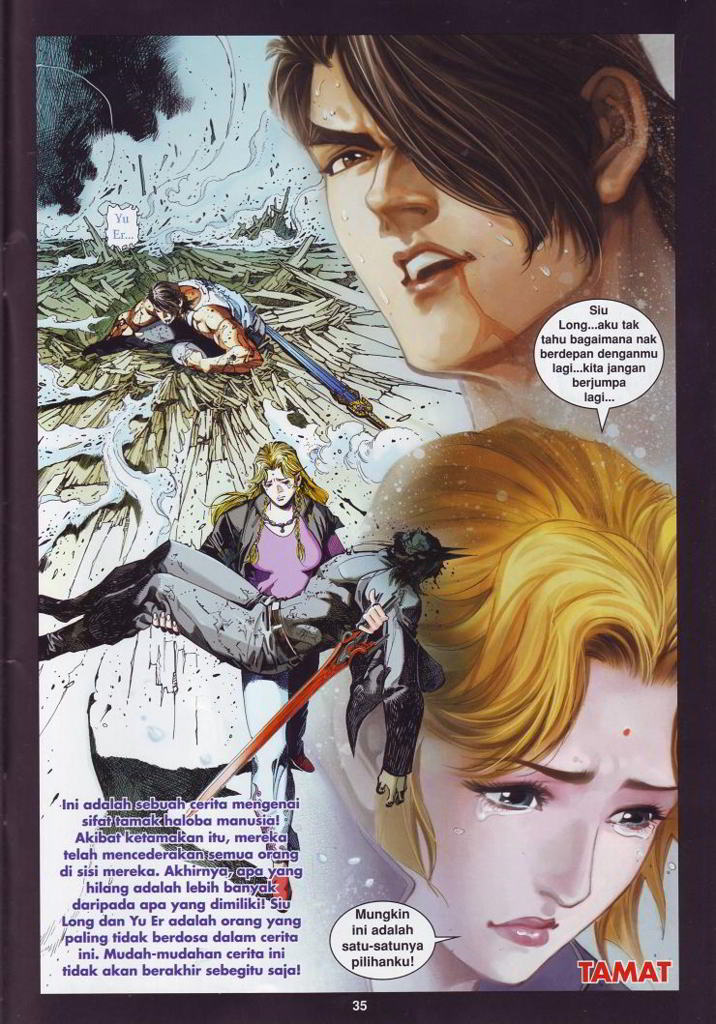 Yu
Er...
Siu
Long...aku tak
tahu bagaimana nak
berdepan denganmu
lagi...kita jangan
berjumpa
lagi...
Ini adalah sebuah cerita mengenai
sifat tamak haloba manusia!
Akibat ketamakan itu, mereka
telah mencederakan semua orang
di sisi mereka. Akhirnya, apa yang
hilang adalah lebih banyak
daripada apa yang dimiliki! Siu
Long dan Yu Er adalah orang yang
paling tidak berdosa dalam cerita
ini. Mudah-mudahan cerita ini
tidak akan berakhir sebegitu saja!
Mungkin
ini adalah
satu-satunya
pilihanku!
TAMAT
35